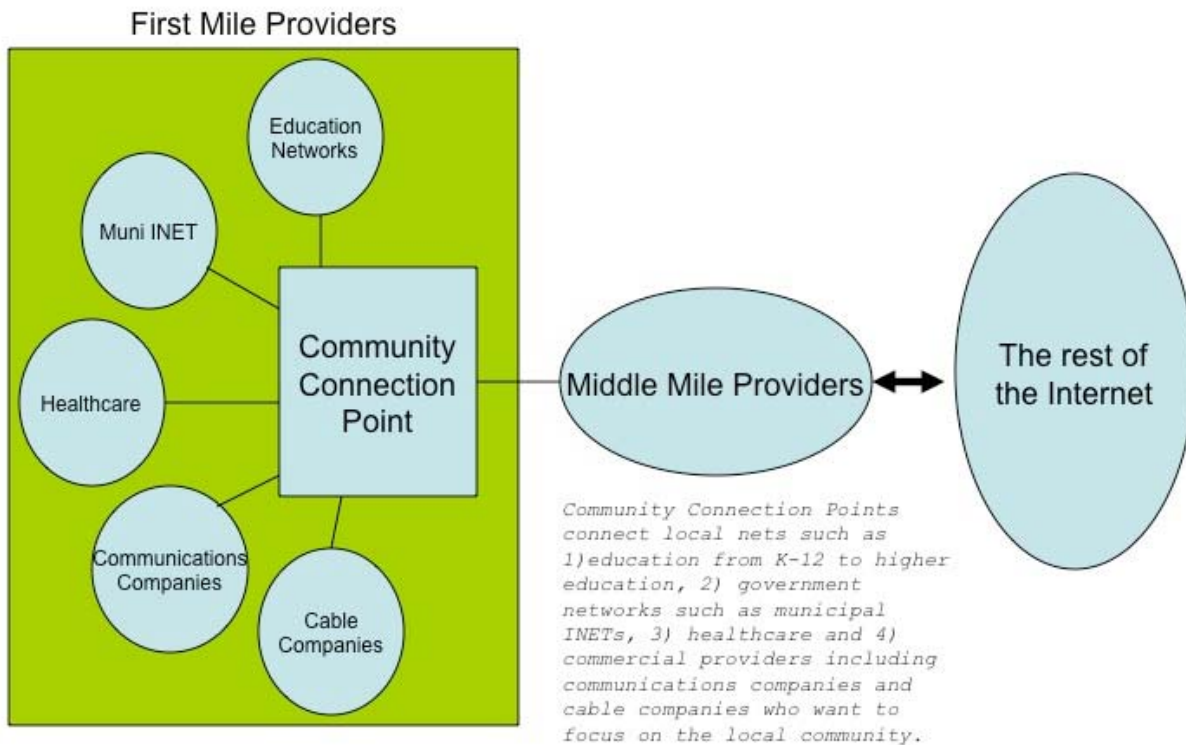 First Mile Providers
Education
Networks
Muni INET
Healthcare
Communications
Companies
Cable
Companies
Community
Connection
Point
Middle Mile Providers
The rest of
the Internet
Community Connection Points
connect local nets such as
1)education from K-12 to higher
education, 2) government
networks such as municipal
INETs, 3) healthcare and 4)
commercial providers including
communications companies and
cable companies who want to
focus on the local community.